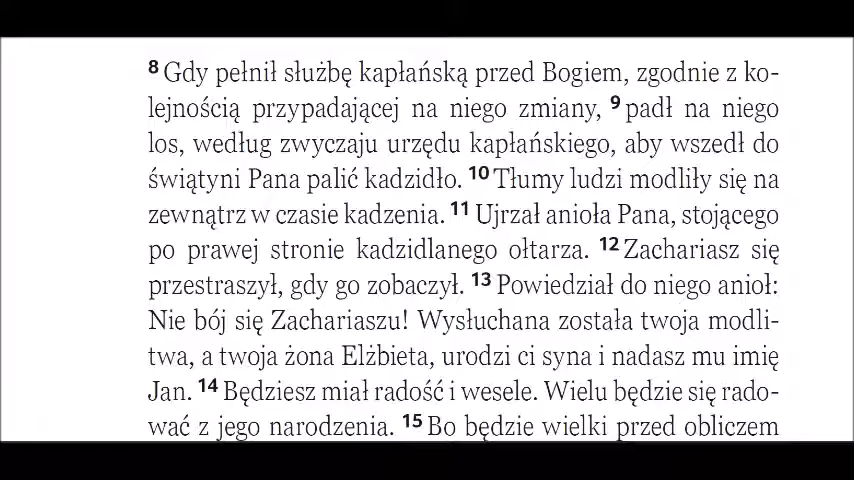 8 Gdy pełnił służbę kapłańską przed Bogiem, zgodnie z ko-
lejnością przypadającej na niego zmiany, 9 padł na niego
los, według zwyczaju urzędu kapłańskiego, aby wszedł do
świątyni Pana palić kadzidło. 10 Tłumy ludzi modliły się na
zewnątrz w czasie kadzenia. 11 Ujrzał anioła Pana, stojącego
po prawej stronie kadzidlanego ołtarza. 12 Zachariasz się
przestraszył, gdy go zobaczył. 13 Powiedział do niego anioł:
Nie bój się Zachariaszu! Wysłuchana została twoja modli-
twa, a twoja żona Elżbieta, urodzi ci syna i nadasz mu imię
Jan. 14 Będziesz miał radość i wesele. Wielu będzie się rado-
wać z jego narodzenia. 15 Bo będzie wielki przed obliczem